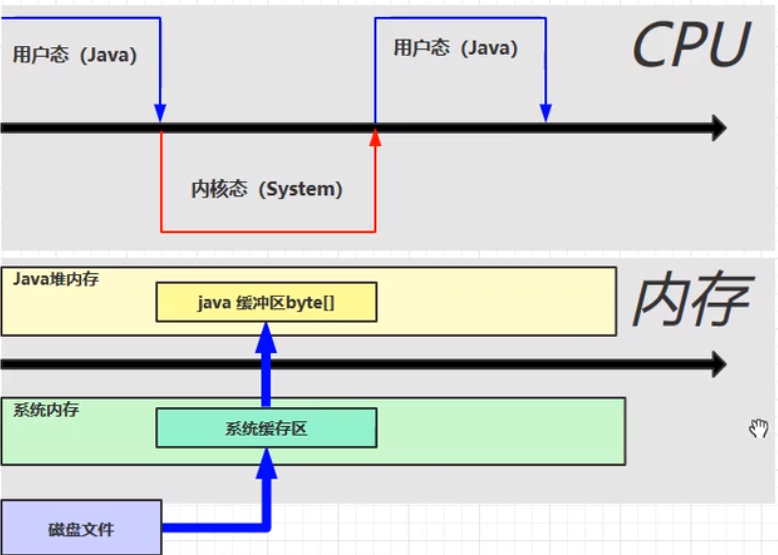 用户态（Java）
用户态（Java）
CPU
内核态（System）
Java堆内存
java 缓冲区byte[]
内存
系统内存
系统缓存区
磁盘文件